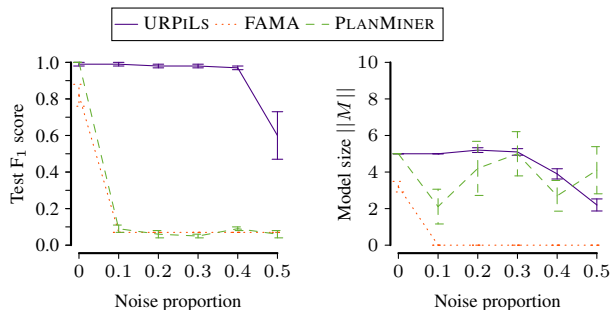 URPILS FAMA PLANMINER
Test F1 score
1.0
0.8
0.6
0.4
0.2
0.0
0 0.1 0.2 0.3 0.4 0.5
Noise proportion
Model size ||M||
10
8
6
4
2
0
0 0.1 0.2 0.3 0.4 0.5
Noise proportion